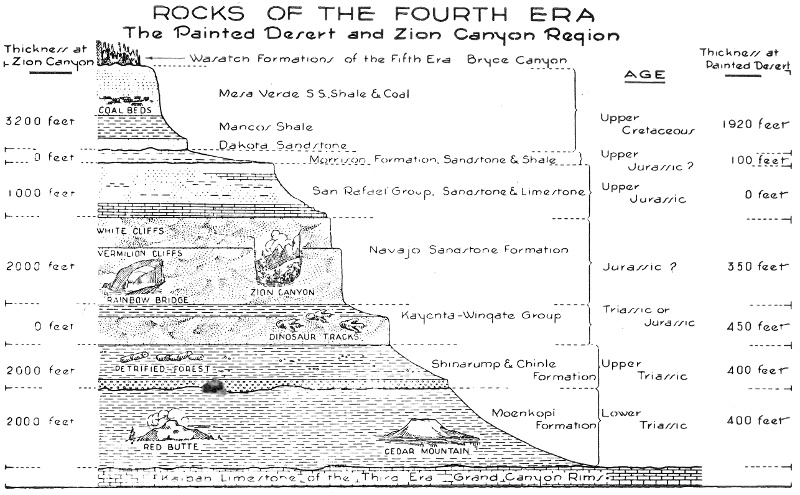 ROCKS OF THE FOURTH ERA
The Painted Desert and Zion Canyon Region
Thickness at
Zion Canyon
Wasatch Formations of the Fifth Era Bryce Canyon
Thickness at
Painted Desert
AGE
COAL BEDS
Mesa Verde S.S, Shale & Coal
3200 feet
Mancos Shale
Upper
Cretaceous
1920 feet
Dakota Sandstone
0 feet
Morrison Formation, Sandstone & Shale
Upper
Jurassic ?
100 feet
1000 feet
San Rafael Group, Sandstone & Limestone
Upper
Jurassic
0 feet
WHITE CLIFFS
VERMILION CLIFFS
Navajo Sandstone Formation
2000 feet
RAINBOW BRIDGE
ZION CANYON
Jurassic ?
350 feet
0 feet
DINOSAUR TRACKS
Kayenta-Wingate Group
Triassic or
Jurassic
450 feet
2000 feet
PETRIFIED FOREST
Shinarump & Chinle
Formation
Upper
Triassic
400 feet
2000 feet
RED BUTTE
CEDAR MOUNTAIN
Moenkopi
Formation
Lower
Triassic
400 feet
Kaibab Limestone of the Third Era Grand Canyon Rims